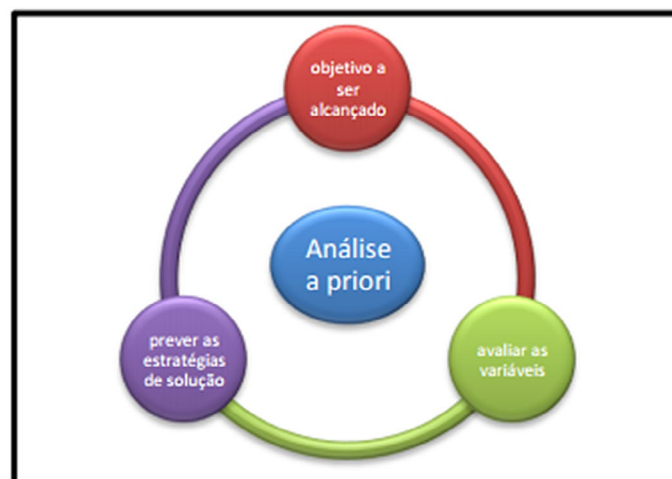 objetivo a
ser
alcançado
Análise
a priori
prever as
estratégias
de solução
avaliar as
variáveis